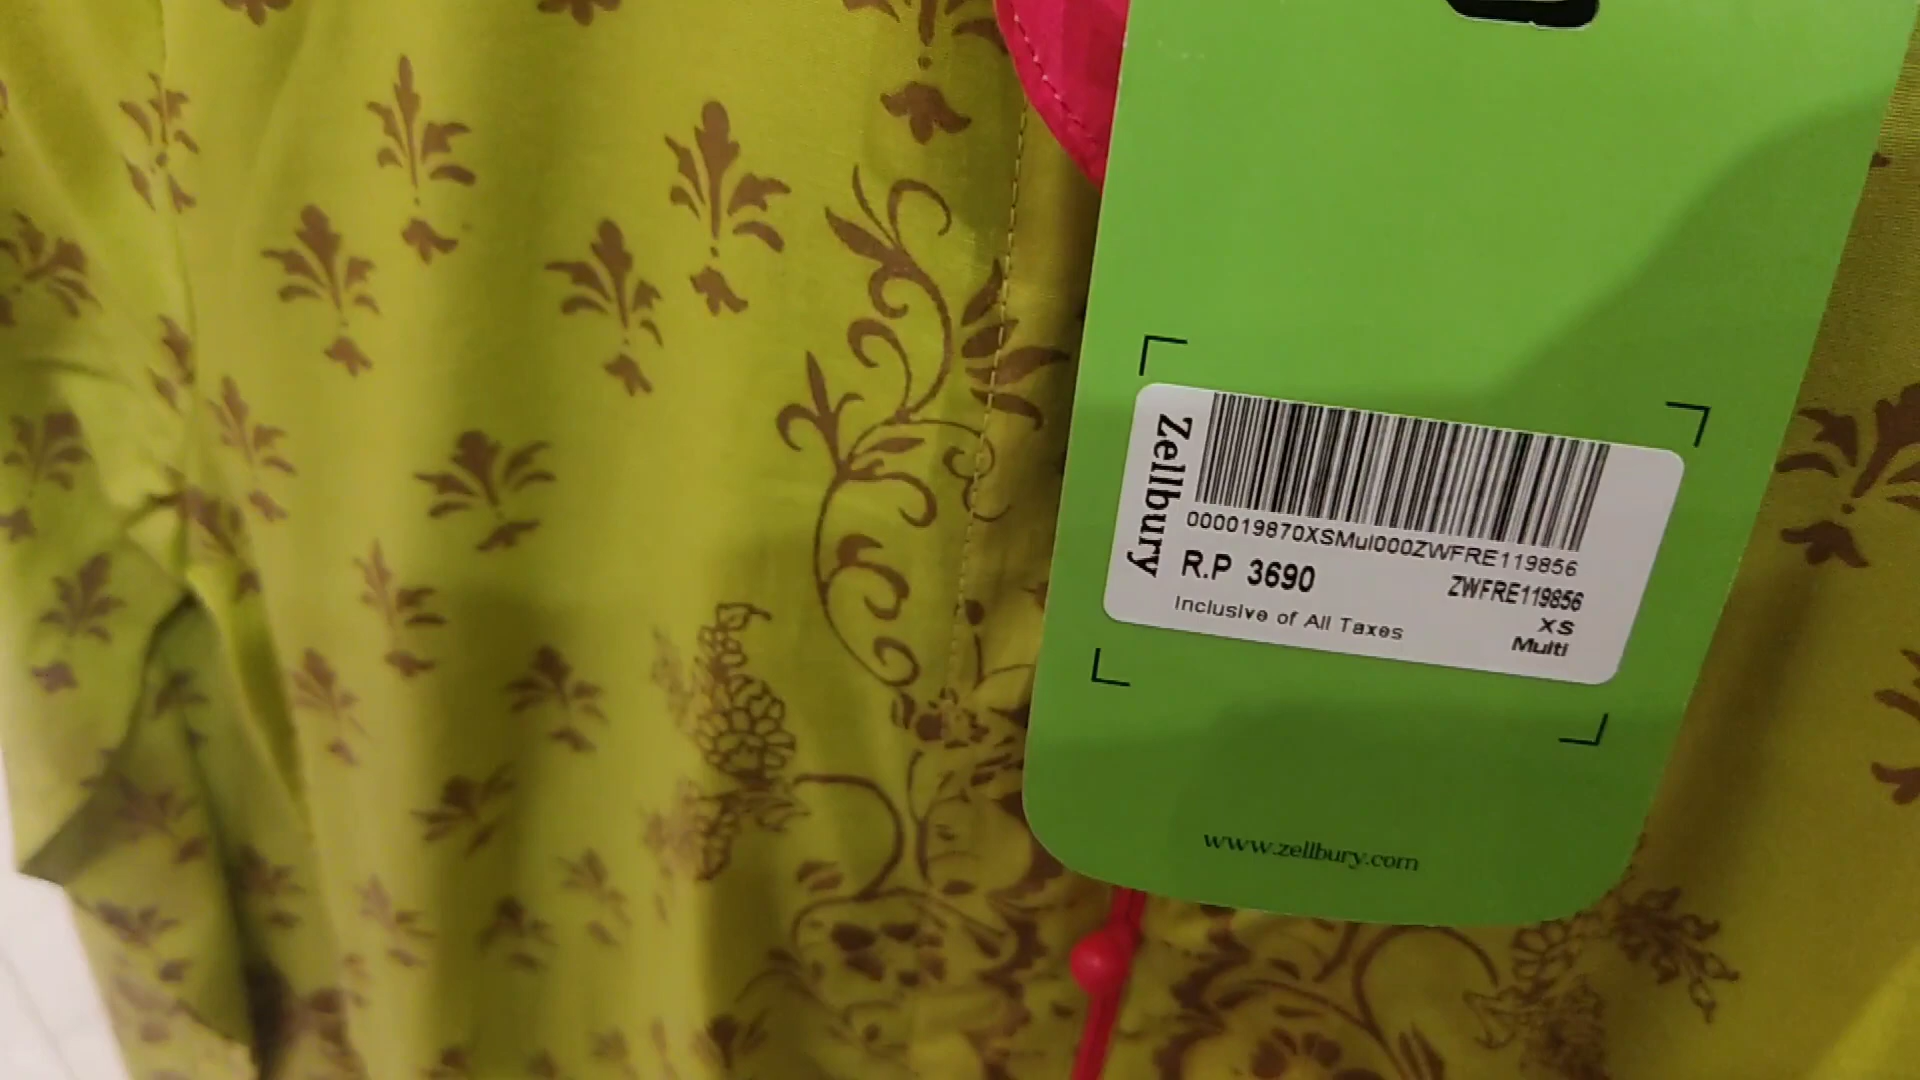 Zellbury
000019870XSMul000ZWFRE119856
R.P 3690
ZWFRE119856
Inclusive of All Taxes
XS
Multi
www.zellbury.com